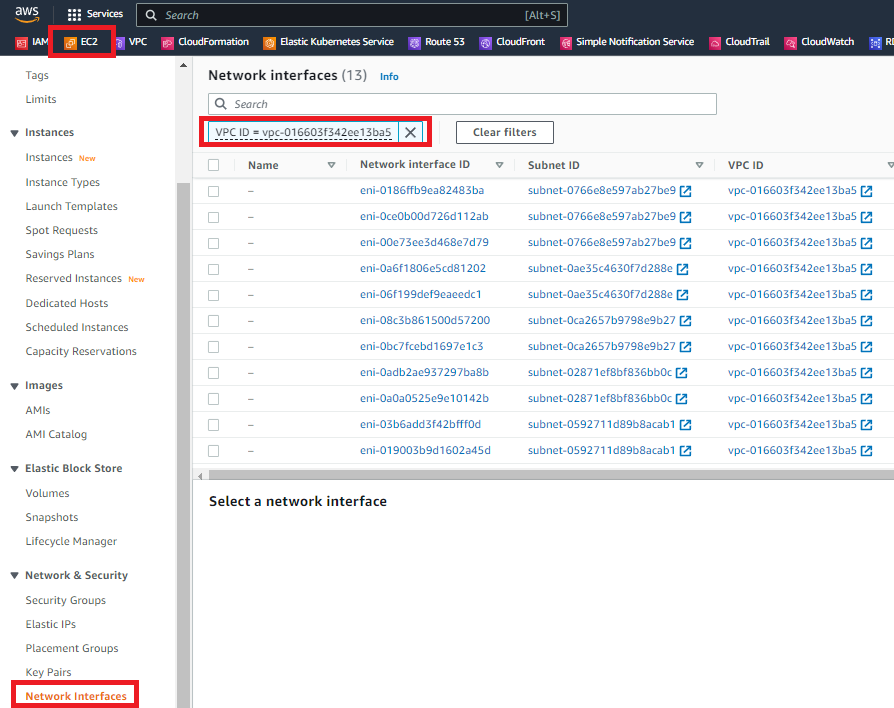 aws
Services
Search
[Alt+S]
IAM
EC2
VPC
CloudFormation
Elastic Kubernetes Service
Route 53
CloudFront
Simple Notification Service
CloudTrail
CloudWatch
Tags
Limits
Instances
Instances New
Instance Types
Launch Templates
Spot Requests
Savings Plans
Reserved Instances New
Dedicated Hosts
Scheduled Instances
Capacity Reservations
Images
AMIs
AMI Catalog
Elastic Block Store
Volumes
Snapshots
Lifecycle Manager
Network & Security
Security Groups
Elastic IPs
Placement Groups
Key Pairs
Network Interfaces
Network interfaces (13) Info
Search
VPC ID = vpc-016603f342ee13ba5
Clear filters
Name Network interface ID Subnet ID VPC ID
– eni-0186ffb9ea82483ba subnet-0766e8e597ab27be9 vpc-016603f342ee13ba5
– eni-0ce0b00d726d112ab subnet-0766e8e597ab27be9 vpc-016603f342ee13ba5
– eni-00e73ee3d468e7d79 subnet-0766e8e597ab27be9 vpc-016603f342ee13ba5
– eni-0a6f1806e5cd81202 subnet-0ae35c4630f7d288e vpc-016603f342ee13ba5
– eni-06f199def9eaeedc1 subnet-0ae35c4630f7d288e vpc-016603f342ee13ba5
– eni-08c3b861500d57200 subnet-0ca2657b9798e9b27 vpc-016603f342ee13ba5
– eni-0bc7fcebd1697e1c3 subnet-0ca2657b9798e9b27 vpc-016603f342ee13ba5
– eni-0adb2ae937297ba8b subnet-02871ef8bf836bb0c vpc-016603f342ee13ba5
– eni-0a0a0525e9e10142b subnet-02871ef8bf836bb0c vpc-016603f342ee13ba5
– eni-03b6add3f42bfff0d subnet-0592711d89b8acab1 vpc-016603f342ee13ba5
– eni-019003b9d1602a45d subnet-0592711d89b8acab1 vpc-016603f342ee13ba5
Select a network interface